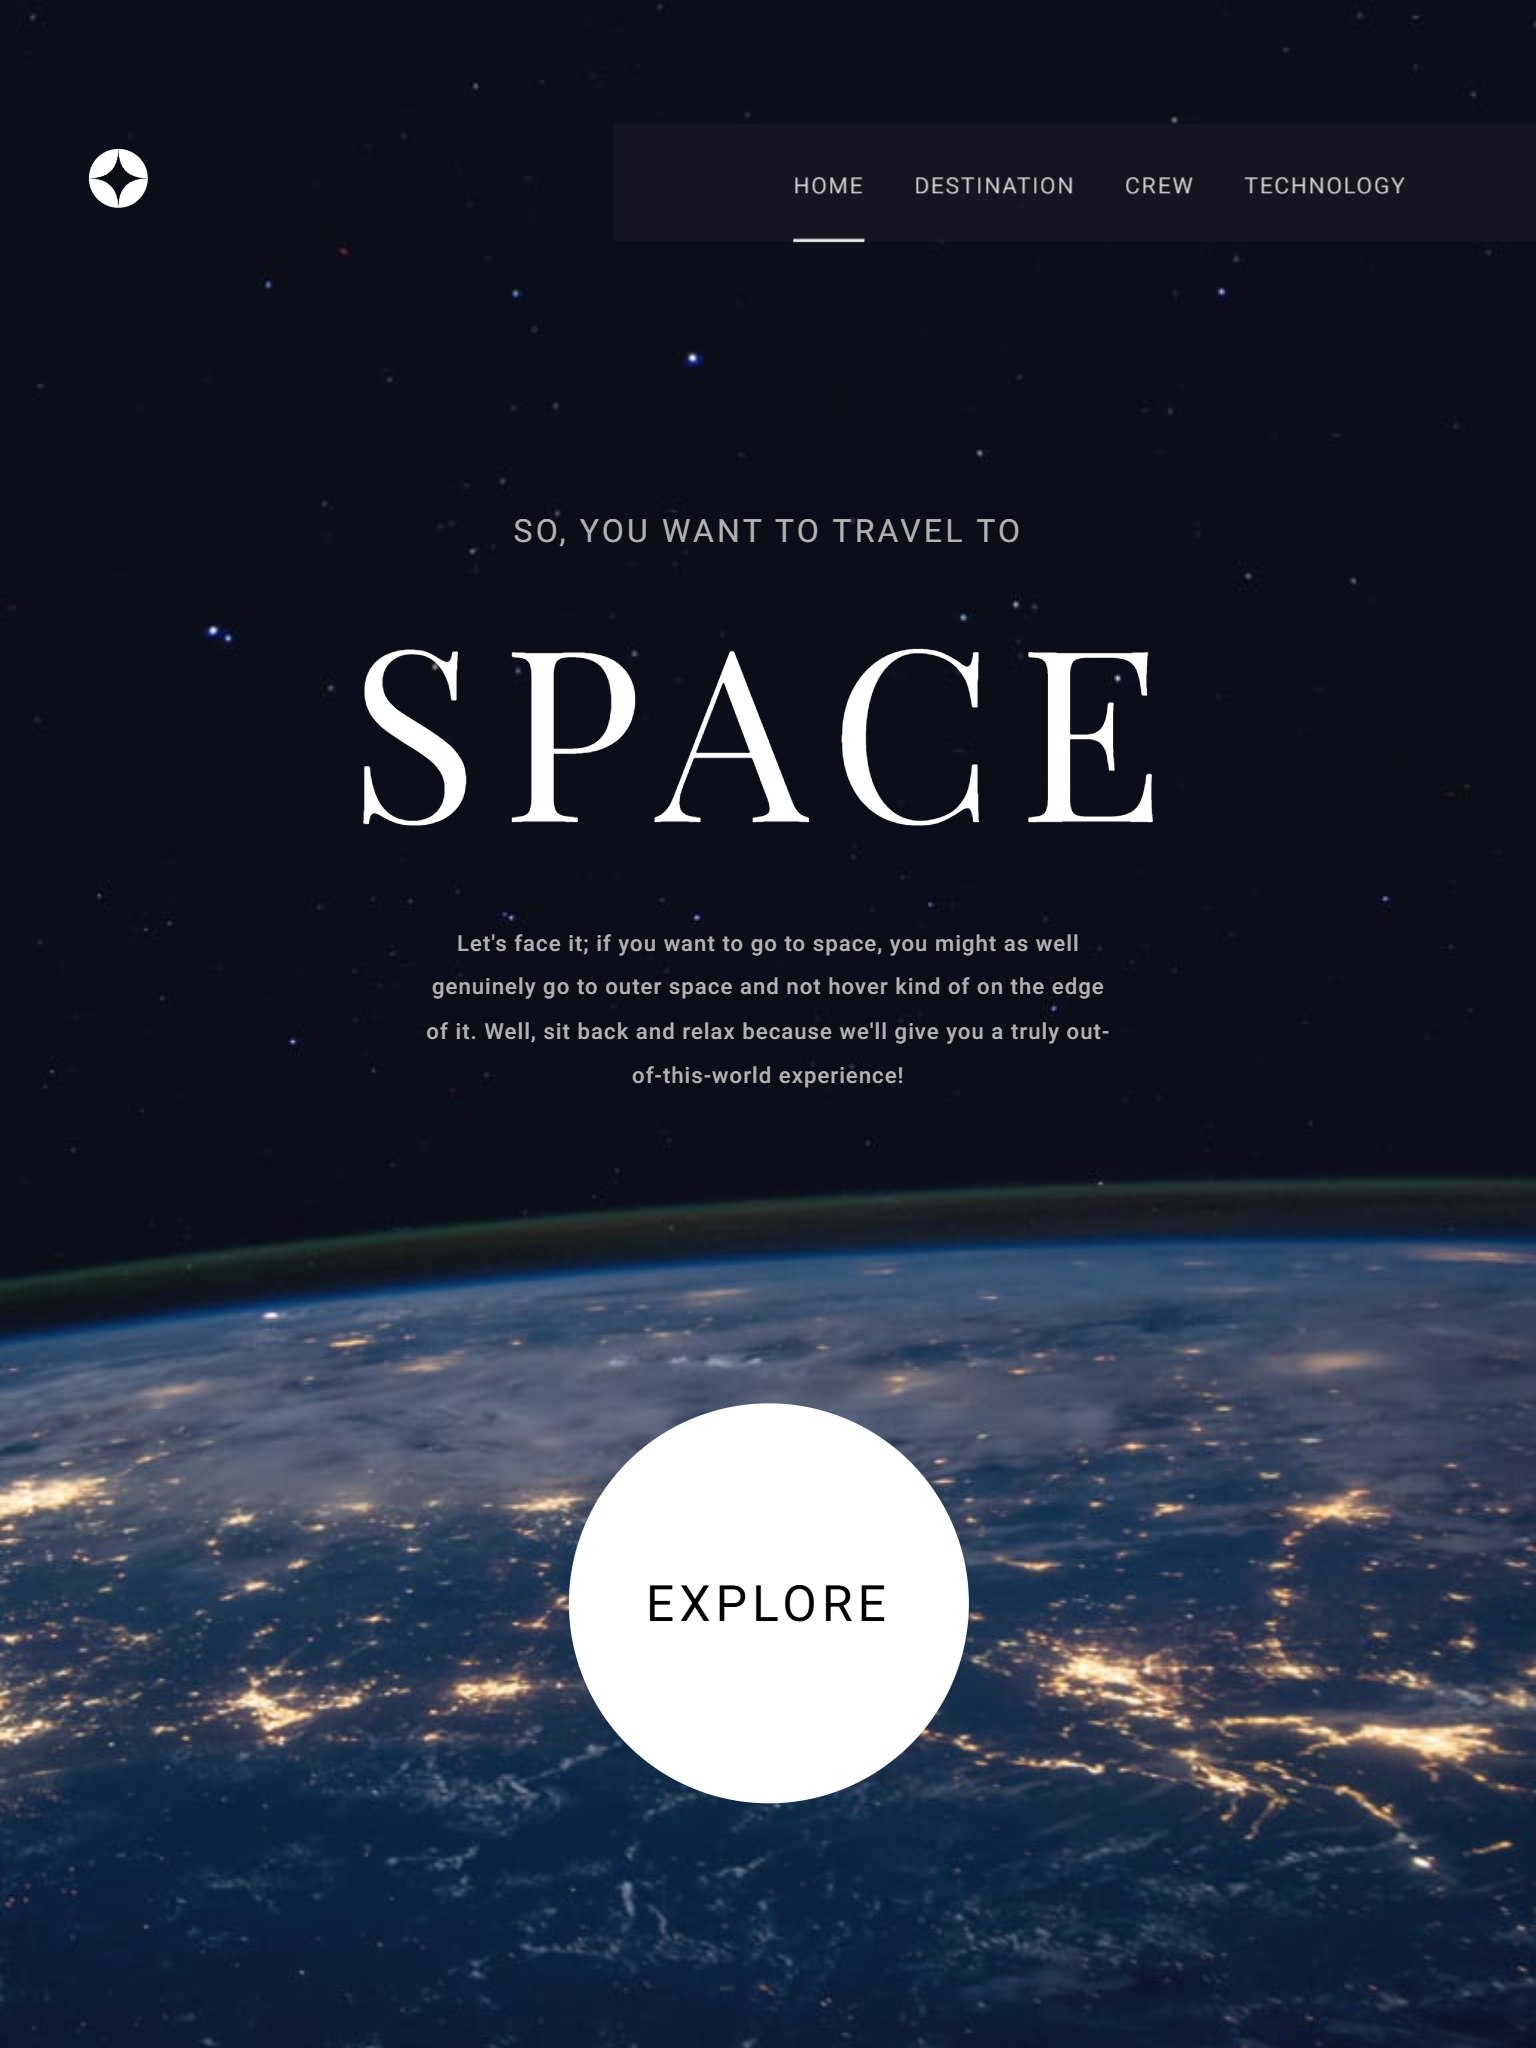 HOME DESTINATION CREW TECHNOLOGY
SO, YOU WANT TO TRAVEL TO
SPACE
Let's face it; if you want to go to space, you might as well
genuinely go to outer space and not hover kind of on the edge
of it. Well, sit back and relax because we'll give you a truly out-
of-this-world experience!
EXPLORE